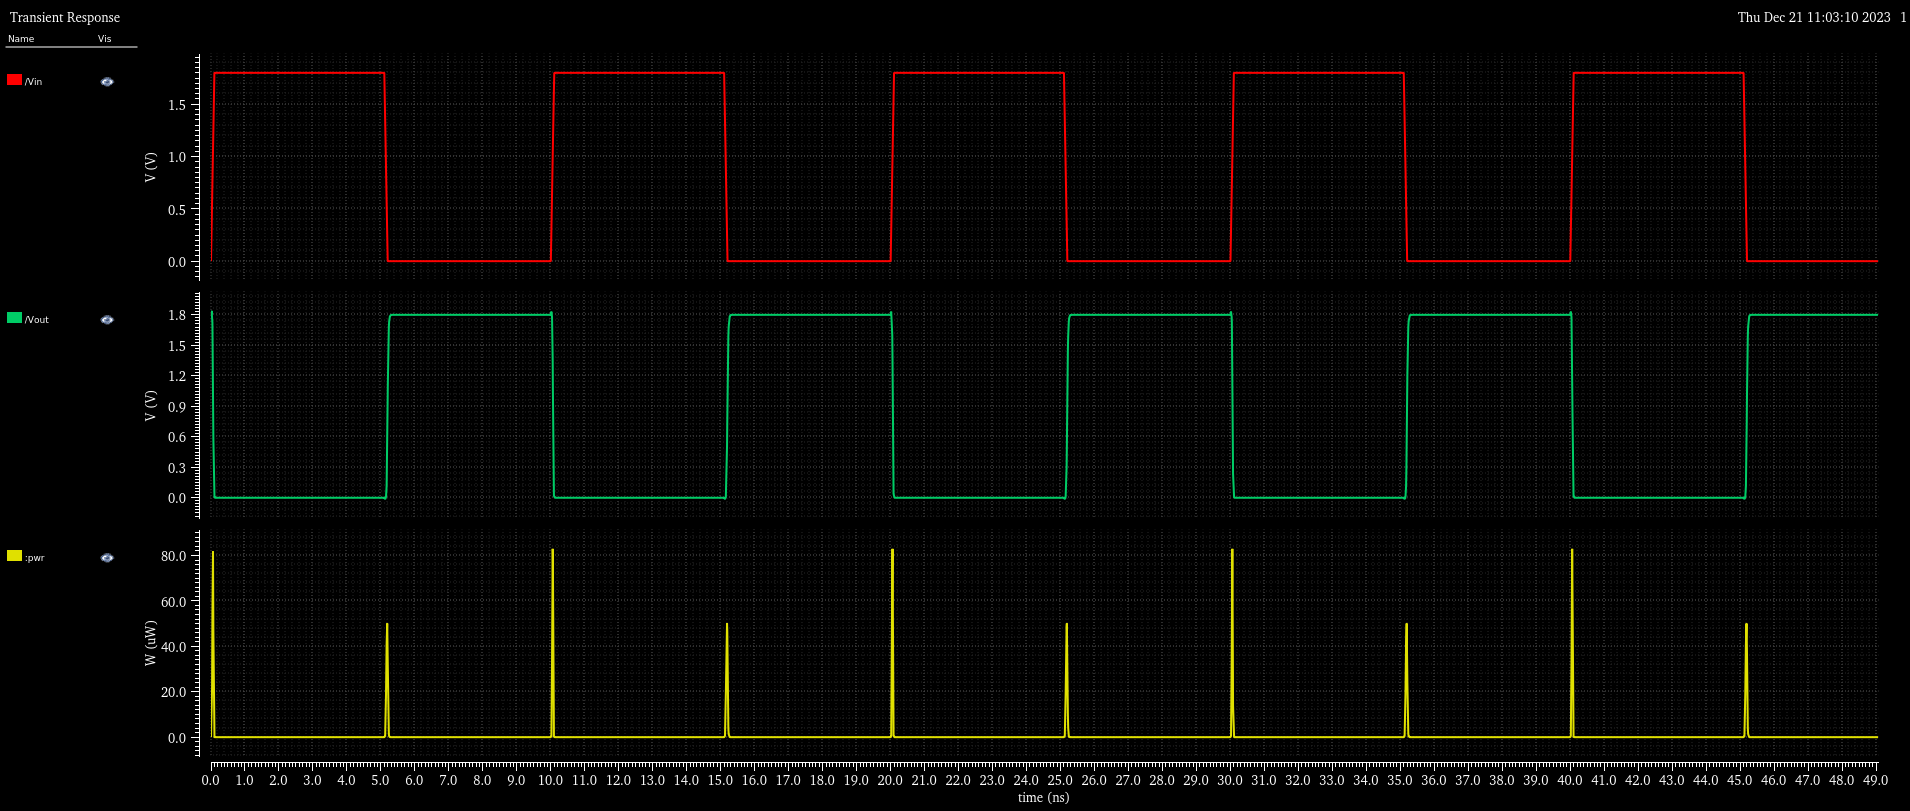 Transient Response
Thu Dec 21 11:03:10 2023 1
Name Vis
/Vin
1.5
1.0
0.5
0.0
V (V)
/Vout
1.8
1.5
1.2
0.9
0.6
0.3
0.0
V (V)
:pwr
80.0
60.0
40.0
20.0
0.0
W (uW)
0.0 1.0 2.0 3.0 4.0 5.0 6.0 7.0 8.0 9.0 10.0 11.0 12.0 13.0 14.0 15.0 16.0 17.0 18.0 19.0 20.0 21.0 22.0 23.0 24.0 25.0 26.0 27.0 28.0 29.0 30.0 31.0 32.0 33.0 34.0 35.0 36.0 37.0 38.0 39.0 40.0 41.0 42.0 43.0 44.0 45.0 46.0 47.0 48.0 49.0
time (ns)